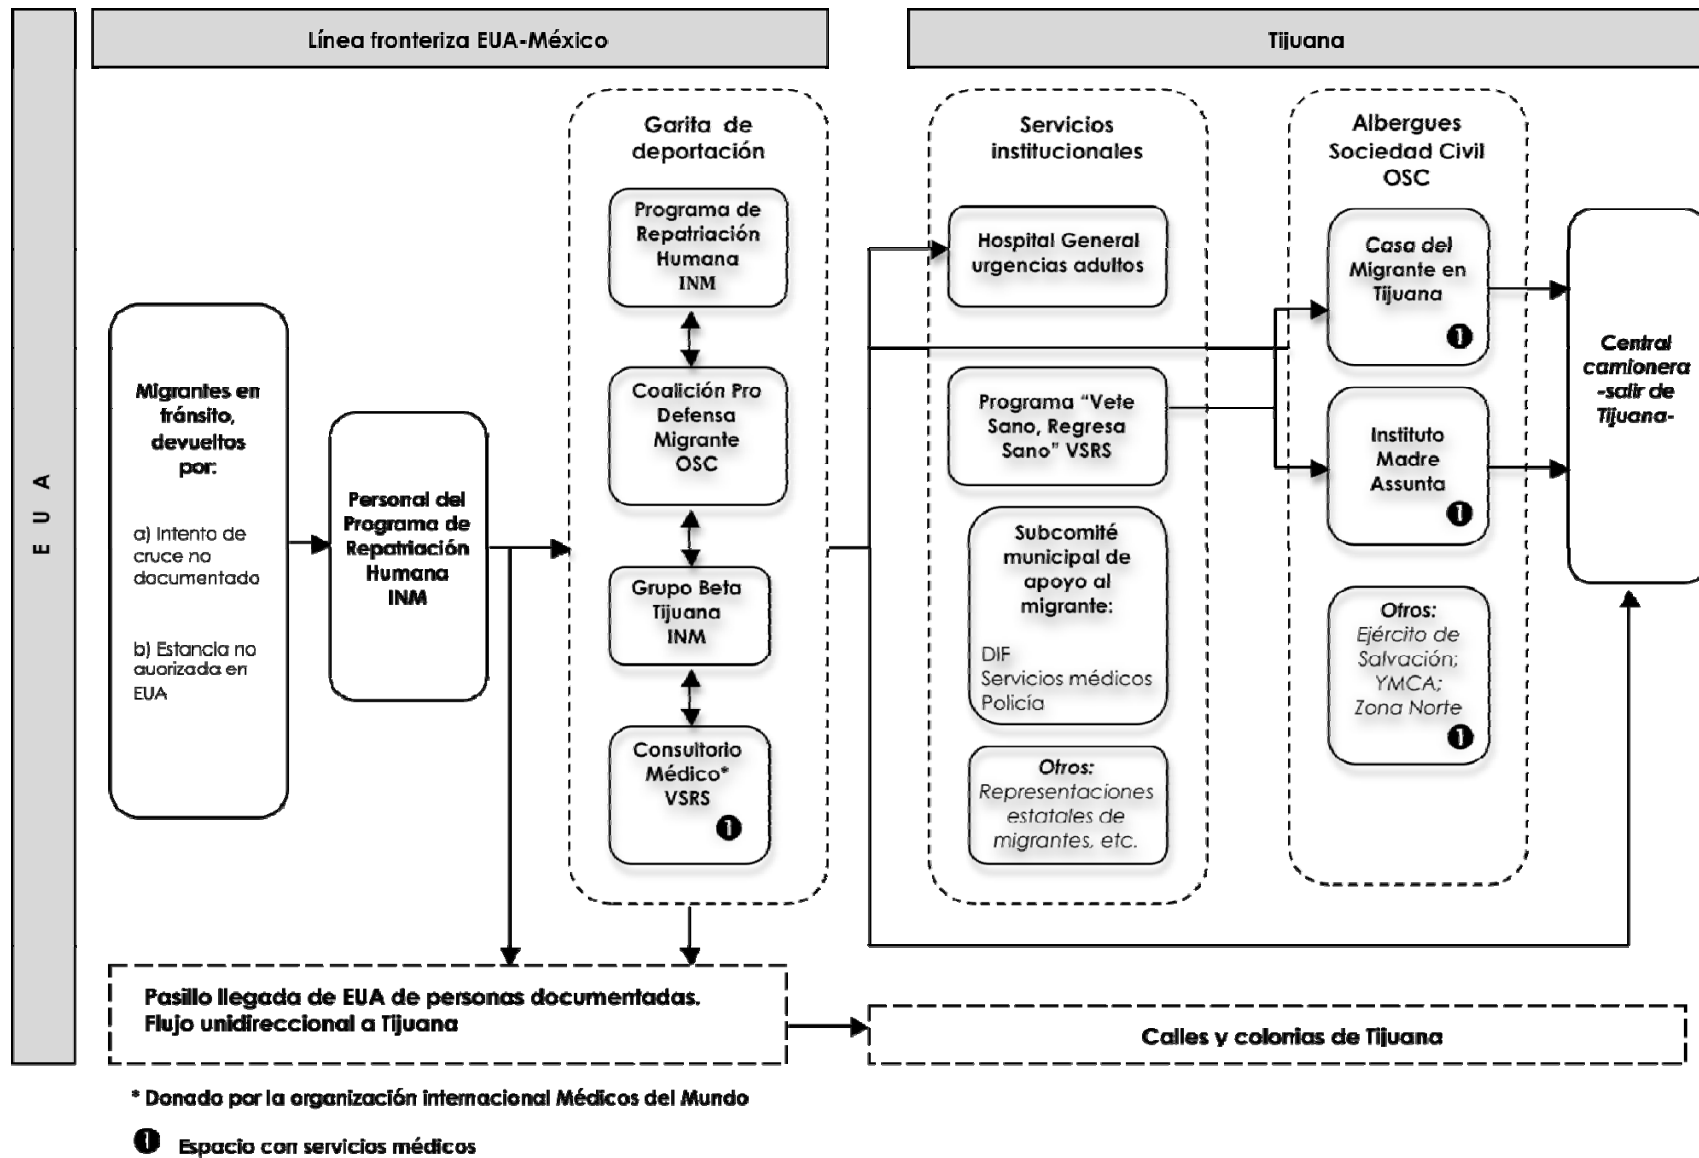 Línea fronteriza EUA-México
Tijuana
E U A
Migrantes en
tránsito,
devueltos
por:
a) Intento de
cruce no
documentado
b) Estancia no
auorizada en
EUA
Personal del
Programa de
Repatriación
Humana
INM
Garita de
deportación
Programa de
Repatriación
Humana
INM
Coalición Pro
Defensa
Migrante
OSC
Grupo Beta
Tijuana
INM
Consultorio
Médico*
VSRS
1
Servicios
institucionales
Hospital General
urgencias adultos
Programa “Vete
Sano, Regresa
Sano” VSRS
Subcomité
municipal de
apoyo al
migrante:
DIF
Servicios médicos
Policía
Otros:
Representaciones
estatales de
migrantes, etc.
Albergues
Sociedad Civil
OSC
Casa del
Migrante en
Tijuana
1
Instituto
Madre
Assunta
1
Otros:
Ejército de
Salvación;
YMCA;
Zona Norte
1
Central
camionera
-salir de
Tijuana-
Pasillo llegada de EUA de personas documentadas.
Flujo unidireccional a Tijuana
Calles y colonias de Tijuana
* Donado por la organización internacional Médicos del Mundo
1 Espacio con servicios médicos